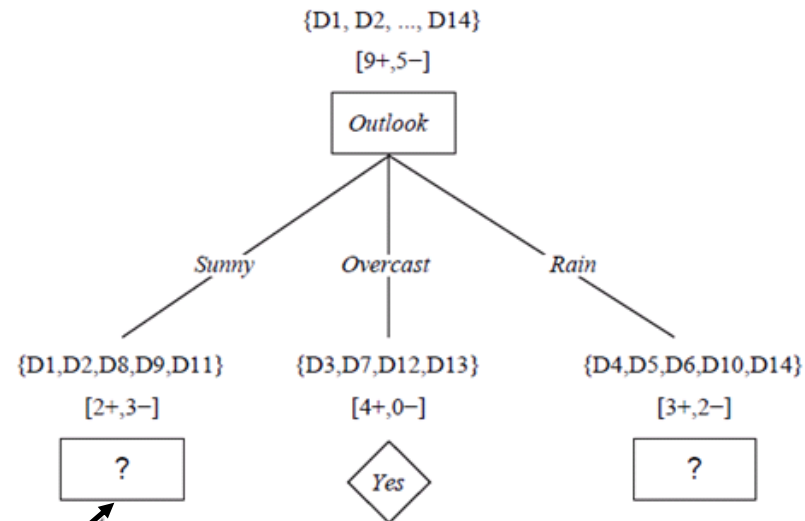 {D1, D2, ..., D14}
[9+,5−]
Outlook
Sunny
Overcast
Rain
{D1,D2,D8,D9,D11}
{D3,D7,D12,D13}
{D4,D5,D6,D10,D14}
[2+,3−]
[4+,0−]
[3+,2−]
?
Yes
?